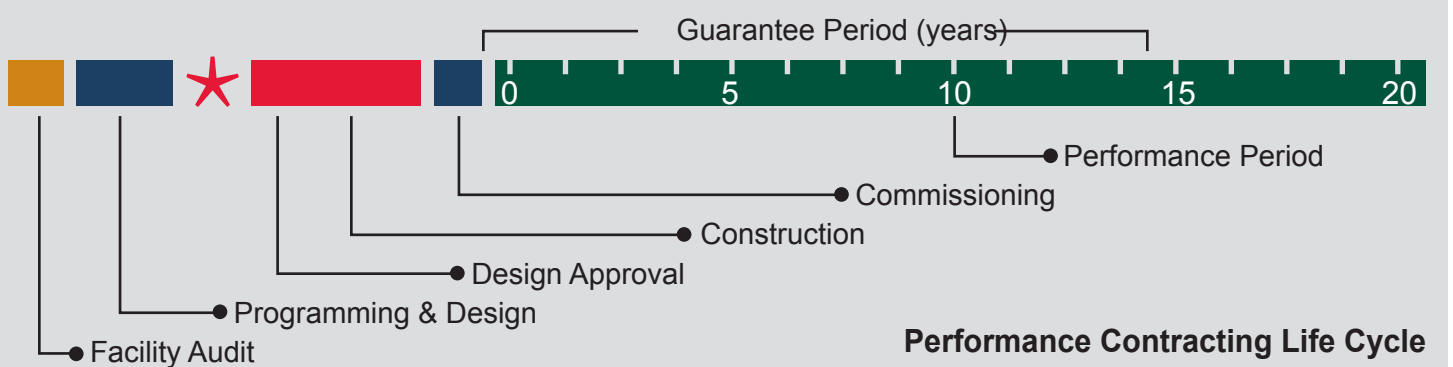 Guarantee Period (years)
0 5 10 15 20
Performance Period
Commissioning
Construction
Design Approval
Programming & Design
Performance Contracting Life Cycle
Facility Audit